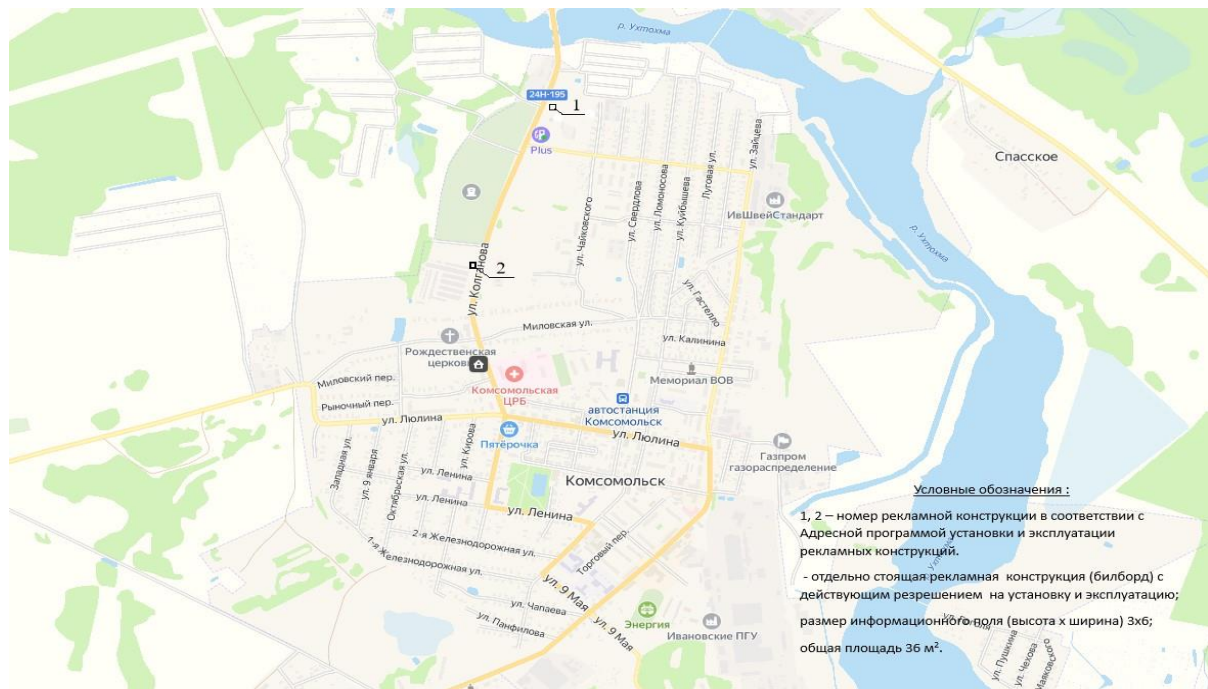 р. Ухтохма
24Н-195
1
Plus
ул. Зайцева
Луговая ул.
ул. Куйбышева
ул. Ломоносова
ул. Свердлова
ул. Чайковского
Спасское
ИвШвейСтандарт
р. Ухтохма
ул. Колганова
2
ул. Гастелло
Миловская ул.
ул. Калинина
Рождественская
церковь
Миловский пер.
Комсомольская
ЦРБ
Мемориал ВОВ
Рыночный пер.
автостанция
Комсомольск
ул. Люлина
ул. Люлина
Пятёрочка
ул. Кирова
Газпром
газораспределение
Западная ул.
ул. 9 января
Октябрьская ул.
ул. Ленина
Комсомольск
ул. Ленина
ул. Ленина
2-я Железнодорожная ул.
1-я Железнодорожная ул.
Торговый пер.
ул. 9 Мая
ул. Чапаева
ул. Панфилова
ул. 9 Мая
Энергия
Ивановские ПГУ
Условные обозначения :
1, 2 – номер рекламной конструкции в соответствии с
Адресной программой установки и эксплуатации
рекламных конструкций.
- отдельно стоящая рекламная конструкция (билборд) с
действующим резрешением на установку и эксплуатацию;
размер информационного поля (высота х ширина) 3х6;
общая площадь 36 м².
ул. Пушкина
ул. Чехова